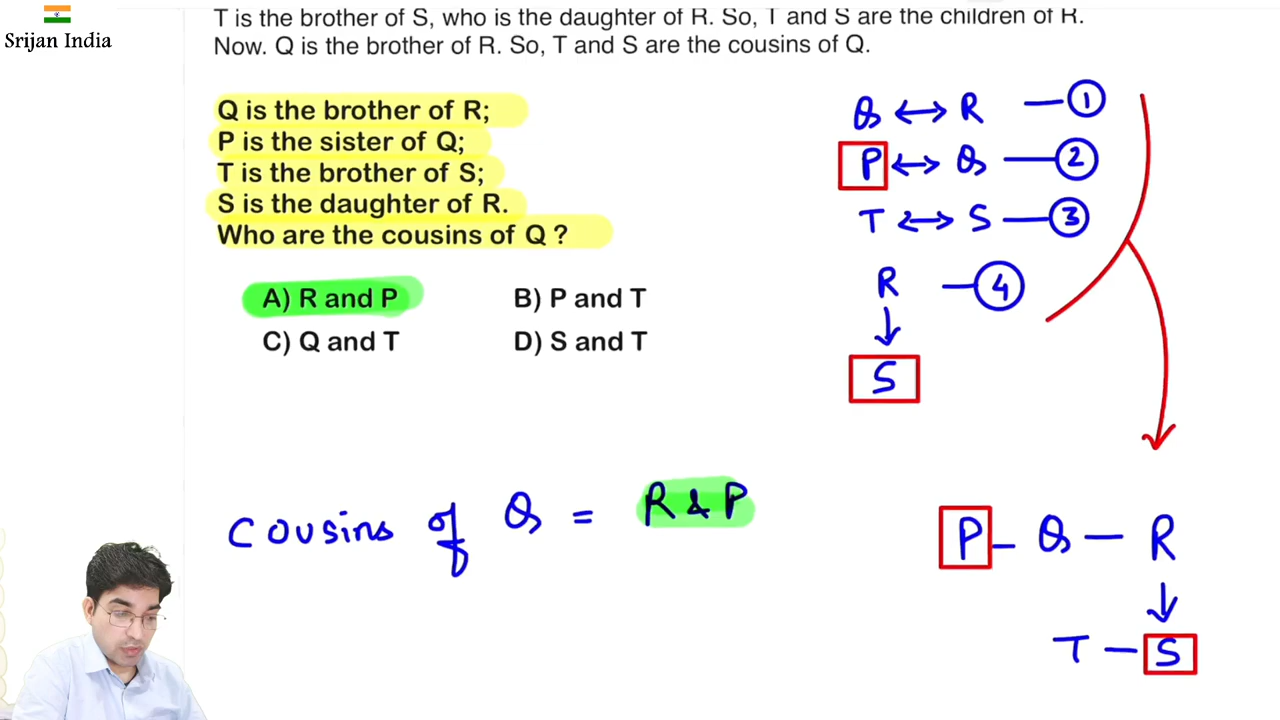 T is the brother of S, who is the daughter of R. So, T and S are the children of R.
Srijan India
Now. Q is the brother of R. So, T and S are the cousins of Q.
Q is the brother of R;
P is the sister of Q;
T is the brother of S;
S is the daughter of R.
Who are the cousins of Q ?
A) R and P
B) P and T
C) Q and T
D) S and T
Q ↔ R — 1
P ↔ Q — 2
T ↔ S — 3
R — 4
↓
S
Cousins of Q = R & P
P – Q – R
↓
T – S